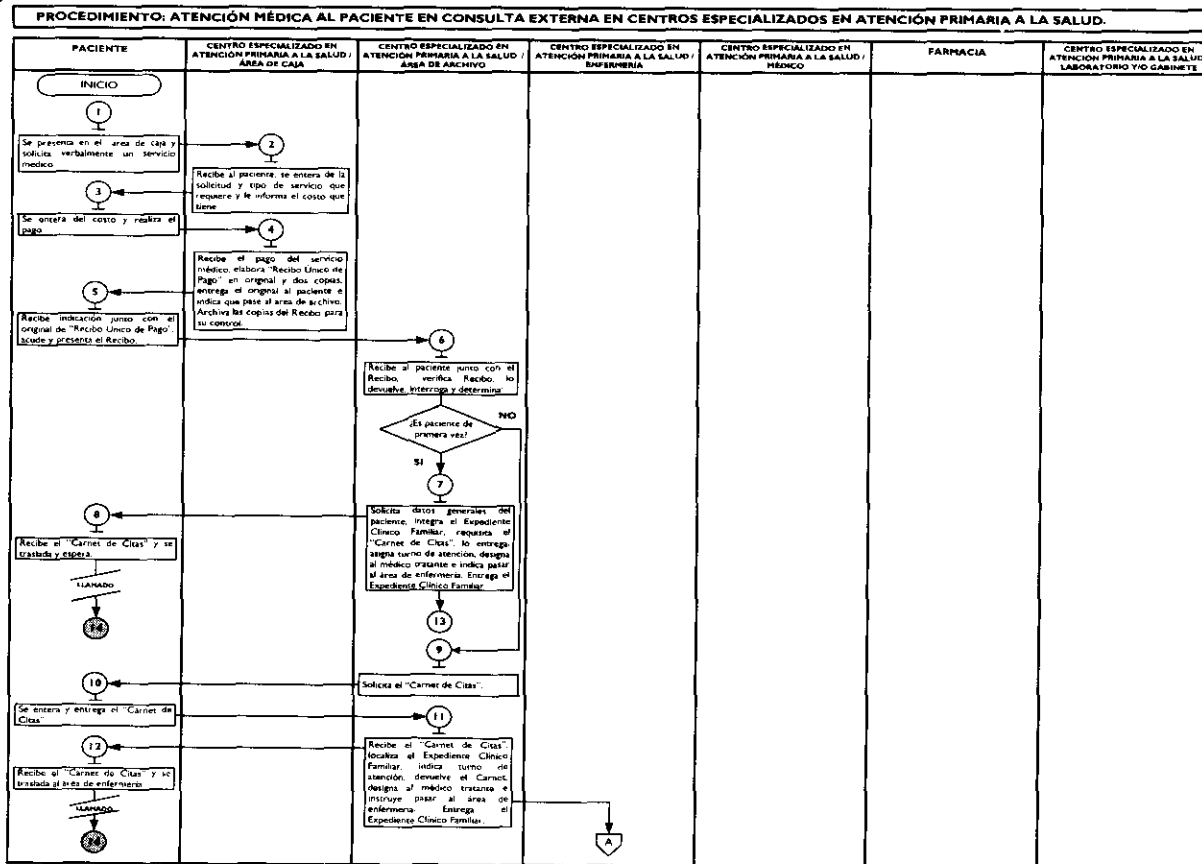 PROCEDIMIENTO: ATENCIÓN MÉDICA AL PACIENTE EN CONSULTA EXTERNA EN CENTROS ESPECIALIZADOS EN ATENCIÓN PRIMARIA A LA SALUD.
PACIENTE
CENTRO ESPECIALIZADO EN
ATENCIÓN PRIMARIA A LA SALUD /
ÁREA DE CAJA
CENTRO ESPECIALIZADO EN
ATENCIÓN PRIMARIA A LA SALUD /
ÁREA DE ARCHIVO
CENTRO ESPECIALIZADO EN
ATENCIÓN PRIMARIA A LA SALUD /
ENFERMERÍA
CENTRO ESPECIALIZADO EN
ATENCIÓN PRIMARIA A LA SALUD /
MÉDICO
FARMACIA
CENTRO ESPECIALIZADO EN
ATENCIÓN PRIMARIA A LA SALUD
LABORATORIO Y/O GABINETE
INICIO
1
Se presenta en el area de caja y
solicita verbalmente un servicio
medico
2
Recibe al paciente, se entera de la
solicitud y tipo de servicio que
requiere y le informa el costo que
tiene
3
Se entera del costo y realiza el
pago
4
Recibe el pago del servicio
médico, elabora "Recibo Unico de
Pago" en original y dos copias,
entrega el original al paciente e
indica que pase al area de archivo.
Archiva las copias del Recibo para
su control.
5
Recibe indicación junto con el
original de "Recibo Unico de Pago",
acude y presenta el Recibo.
6
Recibe al paciente junto con el
Recibo, verifica Recibo, lo
devuelve, interroga y determina:
¿Es paciente de
primera vez?
NO
SI
7
Solicita datos generales del
paciente, integra el Expediente
Clínico Familiar, requisita el
"Carnet de Citas", lo entrega,
asigna turno de atención, designa
al médico tratante e indica pasar
al área de enfermería. Entrega el
Expediente Clínico Familiar
8
Recibe el "Carnet de Citas" y se
traslada y espera.
LLAMADO
14
13
9
Solicita el "Carnet de Citas".
10
Se entera y entrega el "Carnet de
Citas"
11
Recibe el "Carnet de Citas",
localiza el Expediente Clínico
Familiar, indica turno de
atención, devuelve el Carnet,
designa al médico tratante e
instruye pasar al área de
enfermería. Entrega el
Expediente Clínico Familiar.
12
Recibe el "Carnet de Citas" y se
traslada al área de enfermería
LLAMADO
A